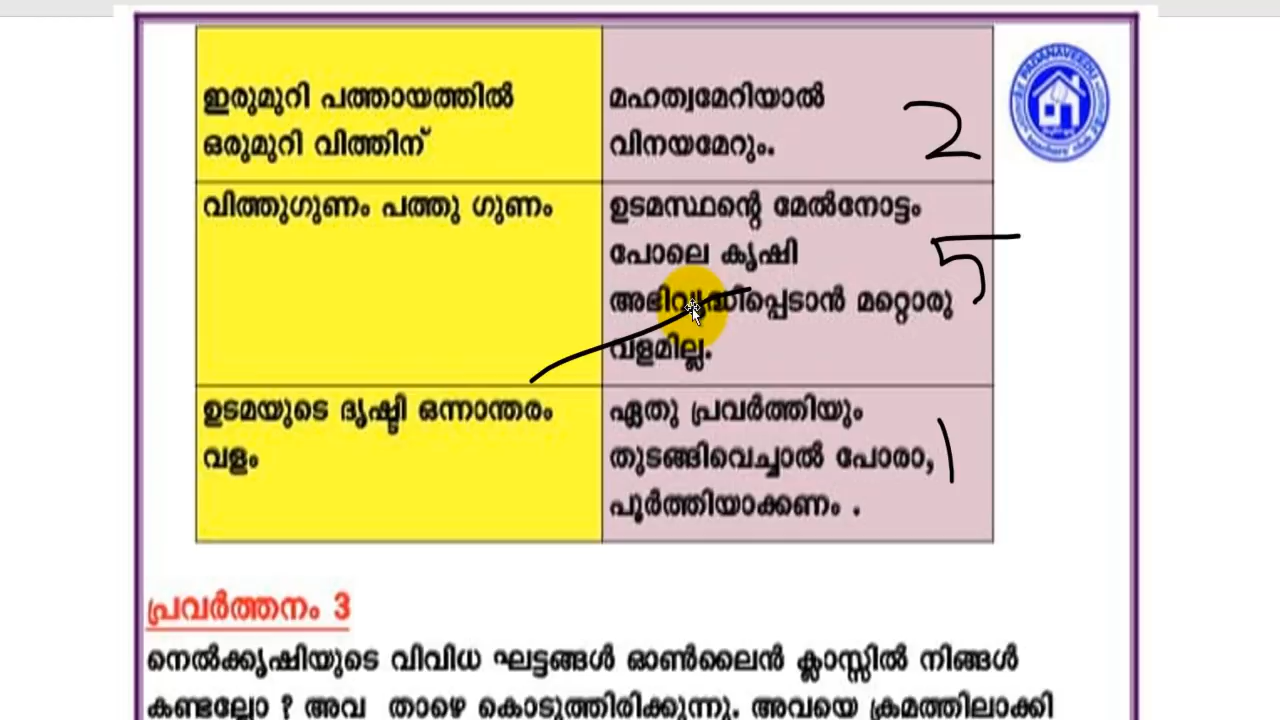 ഇരുമുറി പത്തായത്തിൽ
ഒരുമുറി വിത്തിന്
മഹത്വമേറിയാൽ
വിനയമേറും.
2
വിത്തുഗുണം പത്തു ഗുണം
ഉടമസ്ഥന്റെ മേൽനോട്ടം
പോലെ കൃഷി
അഭിവൃദ്ധിപ്പെടാൻ മറ്റൊരു
വളമില്ല.
5
ഉടമയുടെ ദൃഷ്ടി ഒന്നാന്തരം
വളം
ഏതു പ്രവർത്തിയും
തുടങ്ങിവെച്ചാൽ പോരാ,
പൂർത്തിയാക്കണം .
1
PADANAVEEDU
പ്രവർത്തനം 3
നെൽക്കൃഷിയുടെ വിവിധ ഘട്ടങ്ങൾ ഓൺലൈൻ ക്ലാസ്സിൽ നിങ്ങൾ
കണ്ടല്ലോ ? അവ താഴെ കൊടുത്തിരിക്കുന്നു. അവയെ ക്രമത്തിലാക്കി